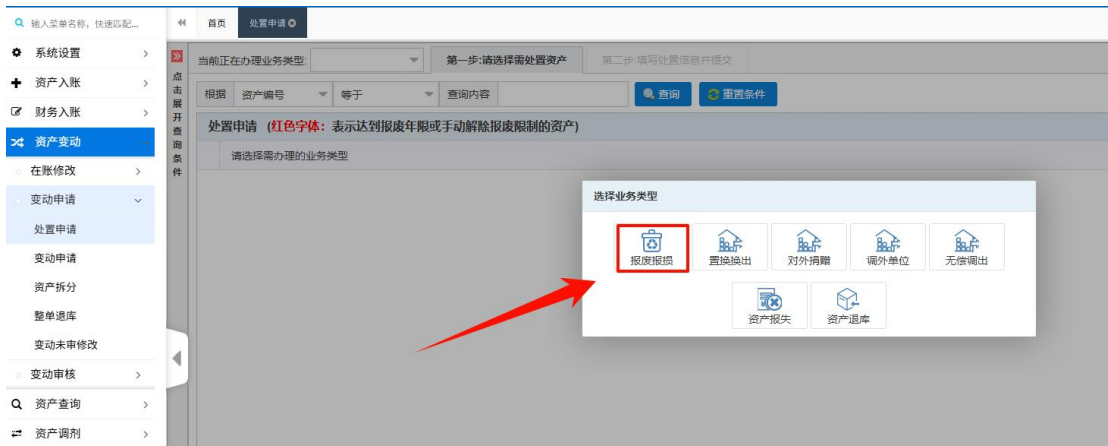 输入菜单名称，快速匹配...
首页
处置申请
系统设置
资产入账
财务入账
资产变动
在账修改
变动申请
处置申请
变动申请
资产拆分
整单退库
变动未审修改
变动审核
资产查询
资产调剂
点击展开查询条件
当前正在办理业务类型:
第一步:请选择需处置资产
第二步:填写处置信息并提交
根据 资产编号 等于 查询内容 查询 重置条件
处置申请 (红色字体: 表示达到报废年限或手动解除报废限制的资产)
请选择需办理的业务类型
选择业务类型
报废报损 置换换出 对外捐赠 调外单位 无偿调出
资产报失 资产退库